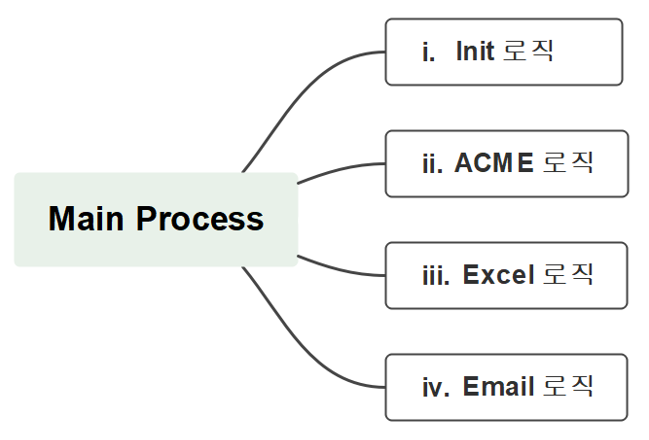 Main Process
i. Init 로직
ii. ACME 로직
iii. Excel 로직
iv. Email 로직